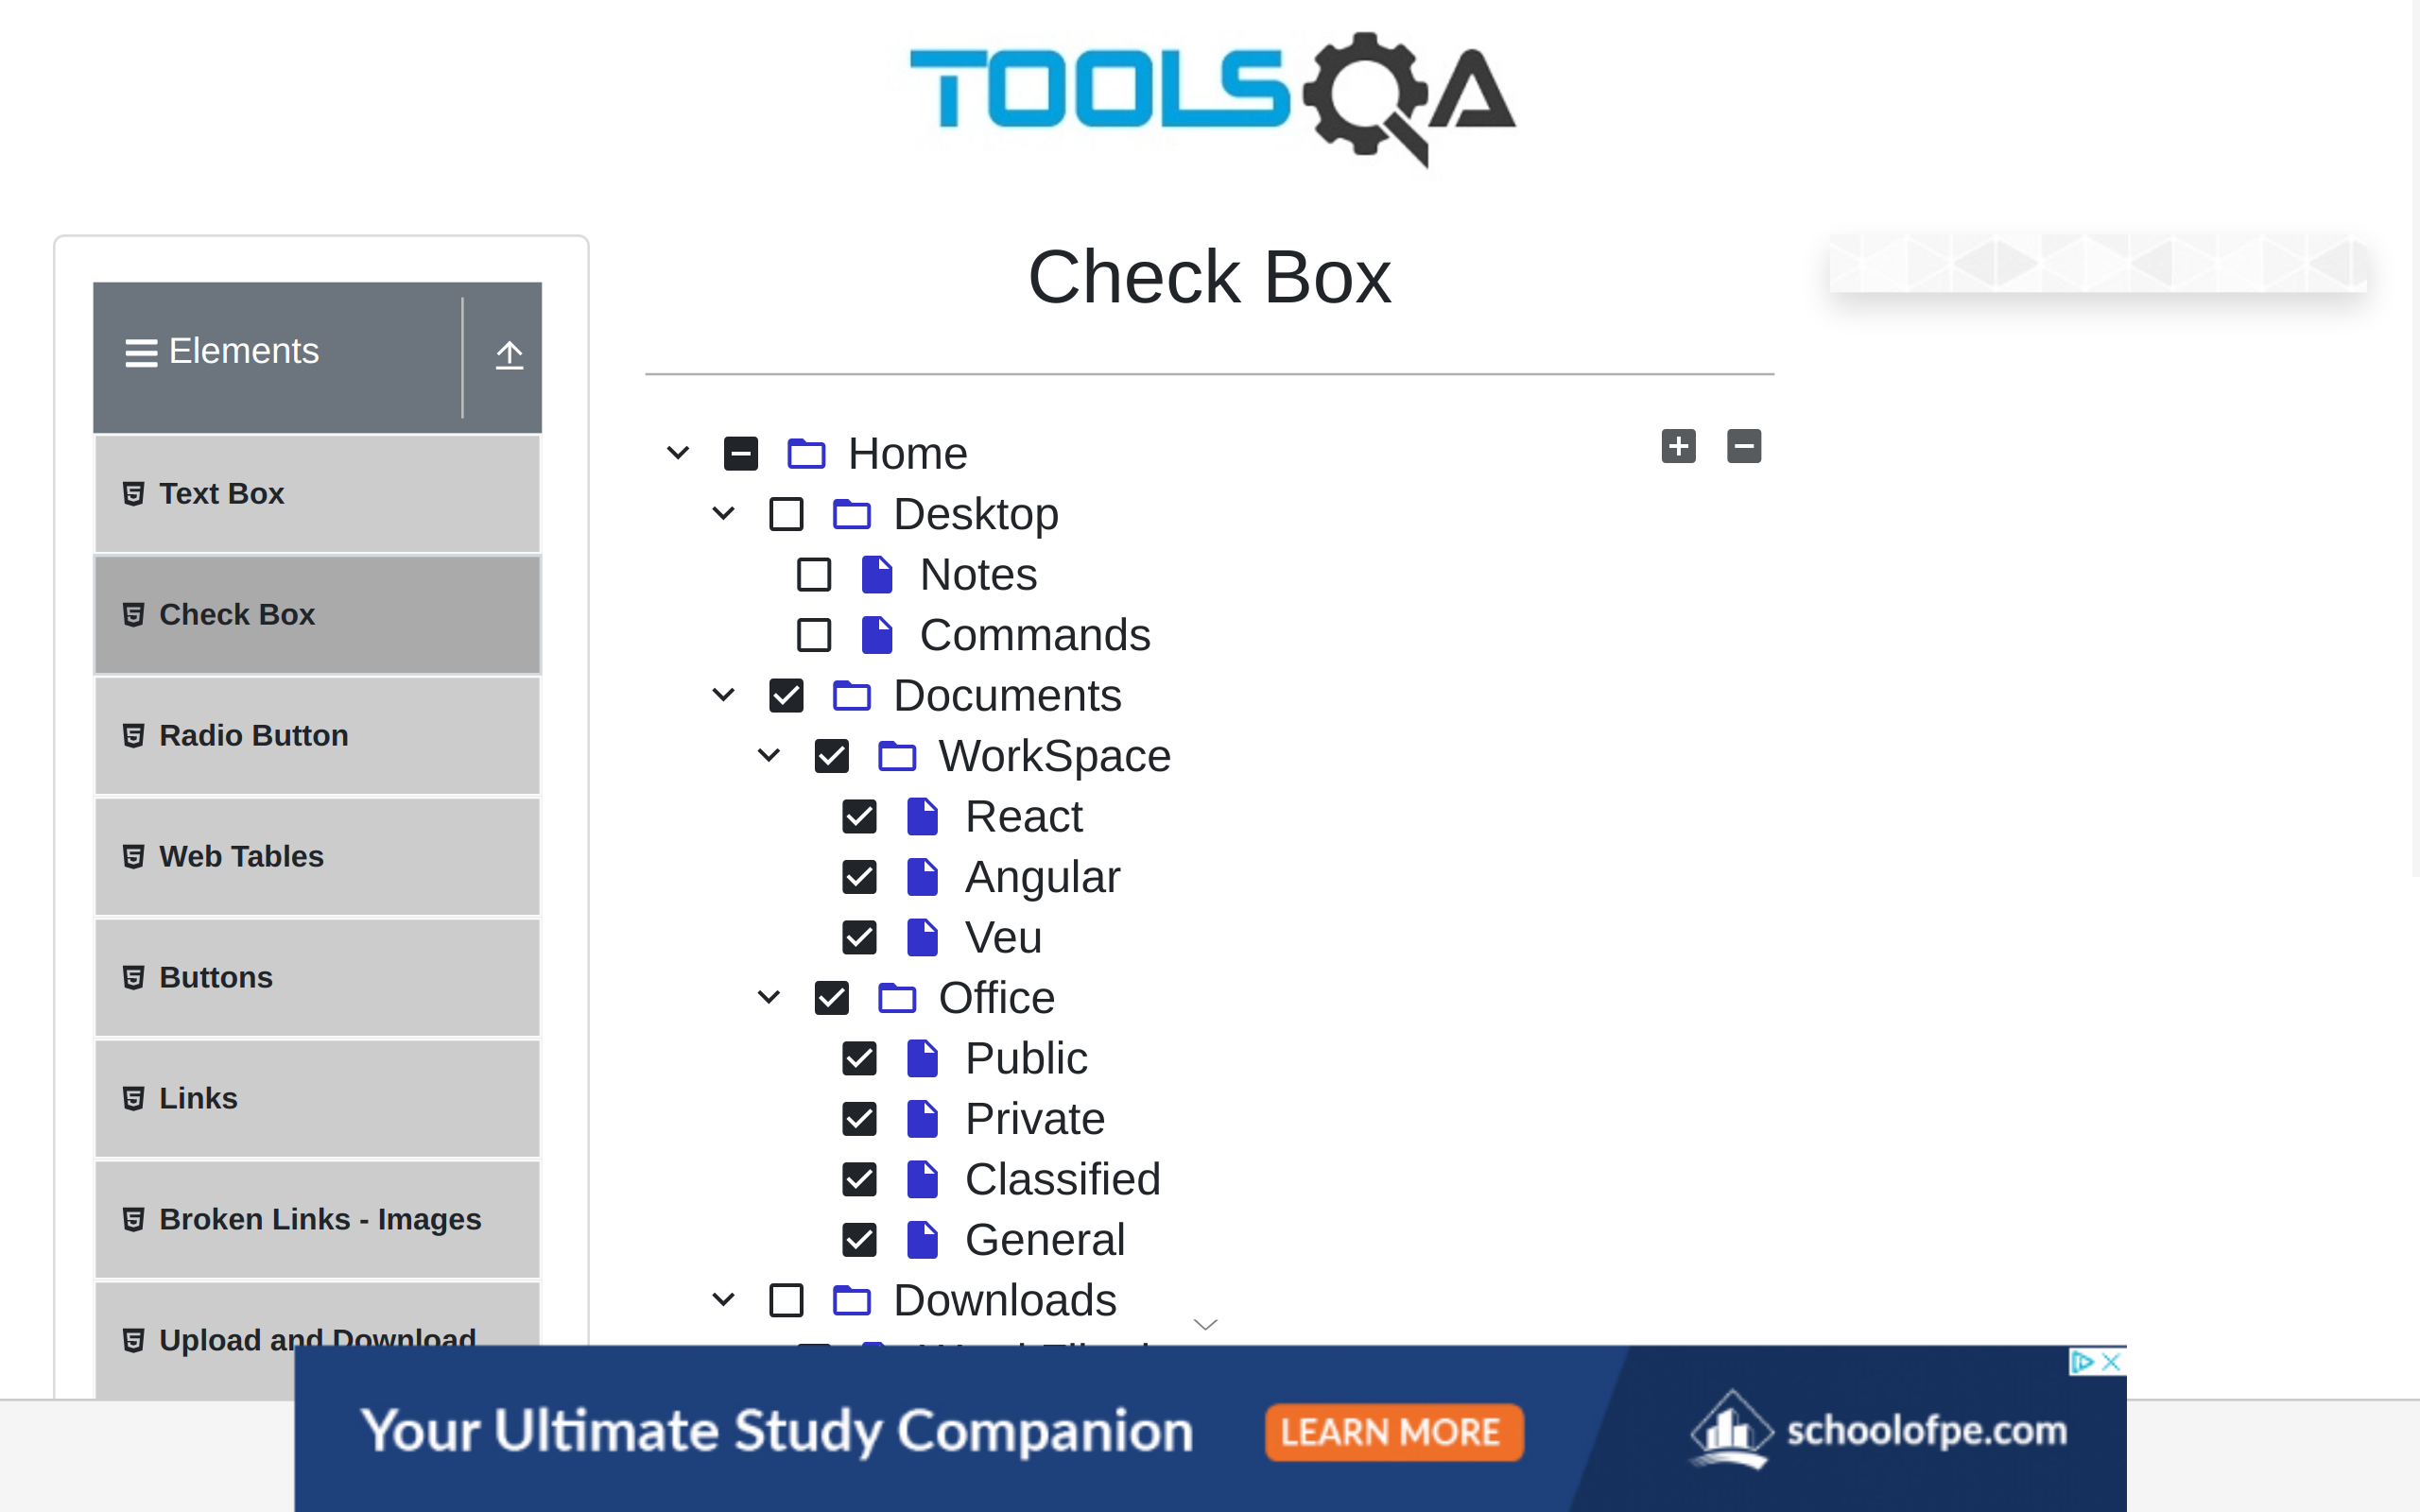 TOOLSQA
Check Box
Elements
Text Box
Check Box
Radio Button
Web Tables
Buttons
Links
Broken Links - Images
Upload and Download
Home
Desktop
Notes
Commands
Documents
WorkSpace
React
Angular
Veu
Office
Public
Private
Classified
General
Downloads
Your Ultimate Study Companion
LEARN MORE
schoolofpe.com